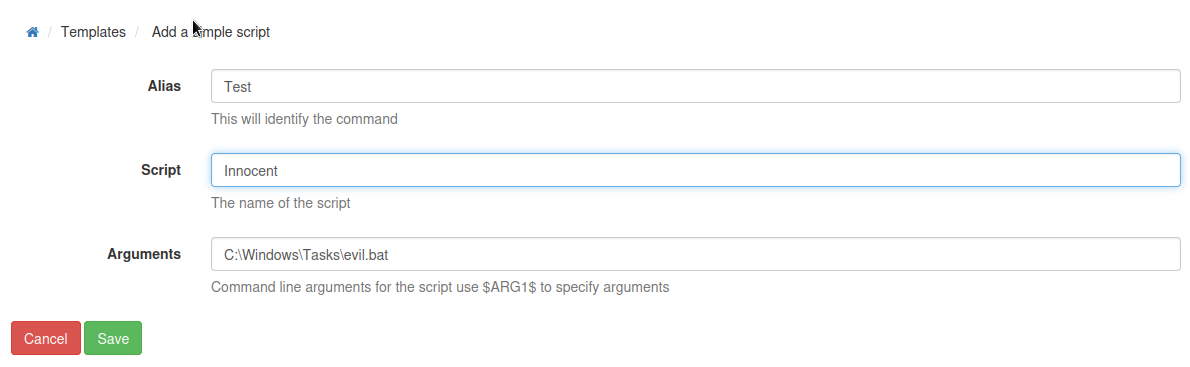 / Templates / Add a simple script
Alias Test
This will identify the command
Script Innocent
The name of the script
Arguments C:\Windows\Tasks\evil.bat
Command line arguments for the script use $ARG1$ to specify arguments
Cancel Save